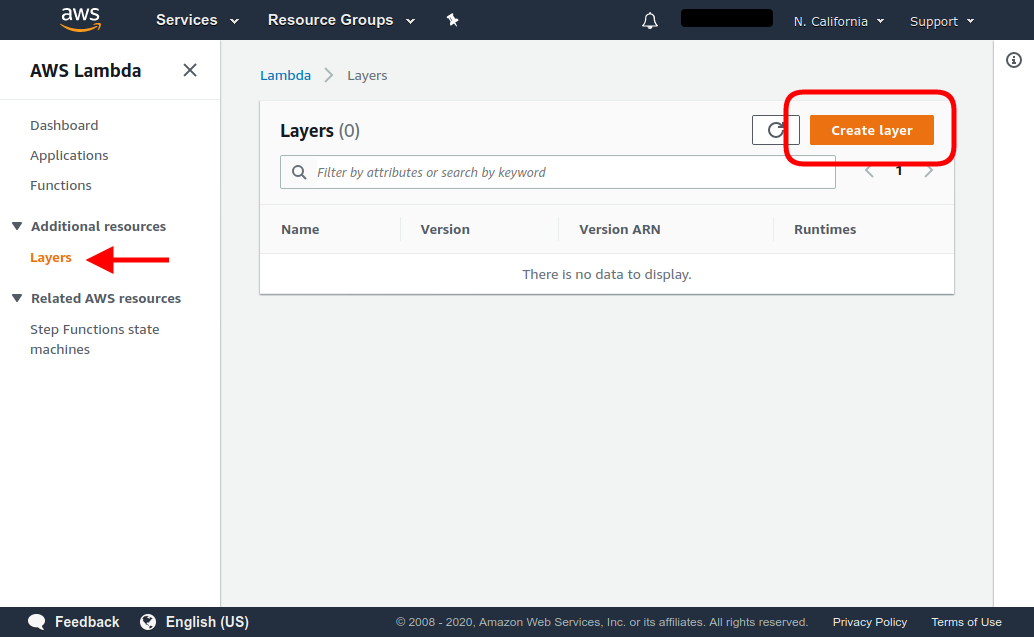 aws Services Resource Groups N. California Support
AWS Lambda
Dashboard
Applications
Functions
Additional resources
Layers
Related AWS resources
Step Functions state
machines
Lambda > Layers
Layers (0)
Create layer
Filter by attributes or search by keyword
1
Name Version Version ARN Runtimes
There is no data to display.
Feedback English (US) © 2008 - 2020, Amazon Web Services, Inc. or its affiliates. All rights reserved. Privacy Policy Terms of Use